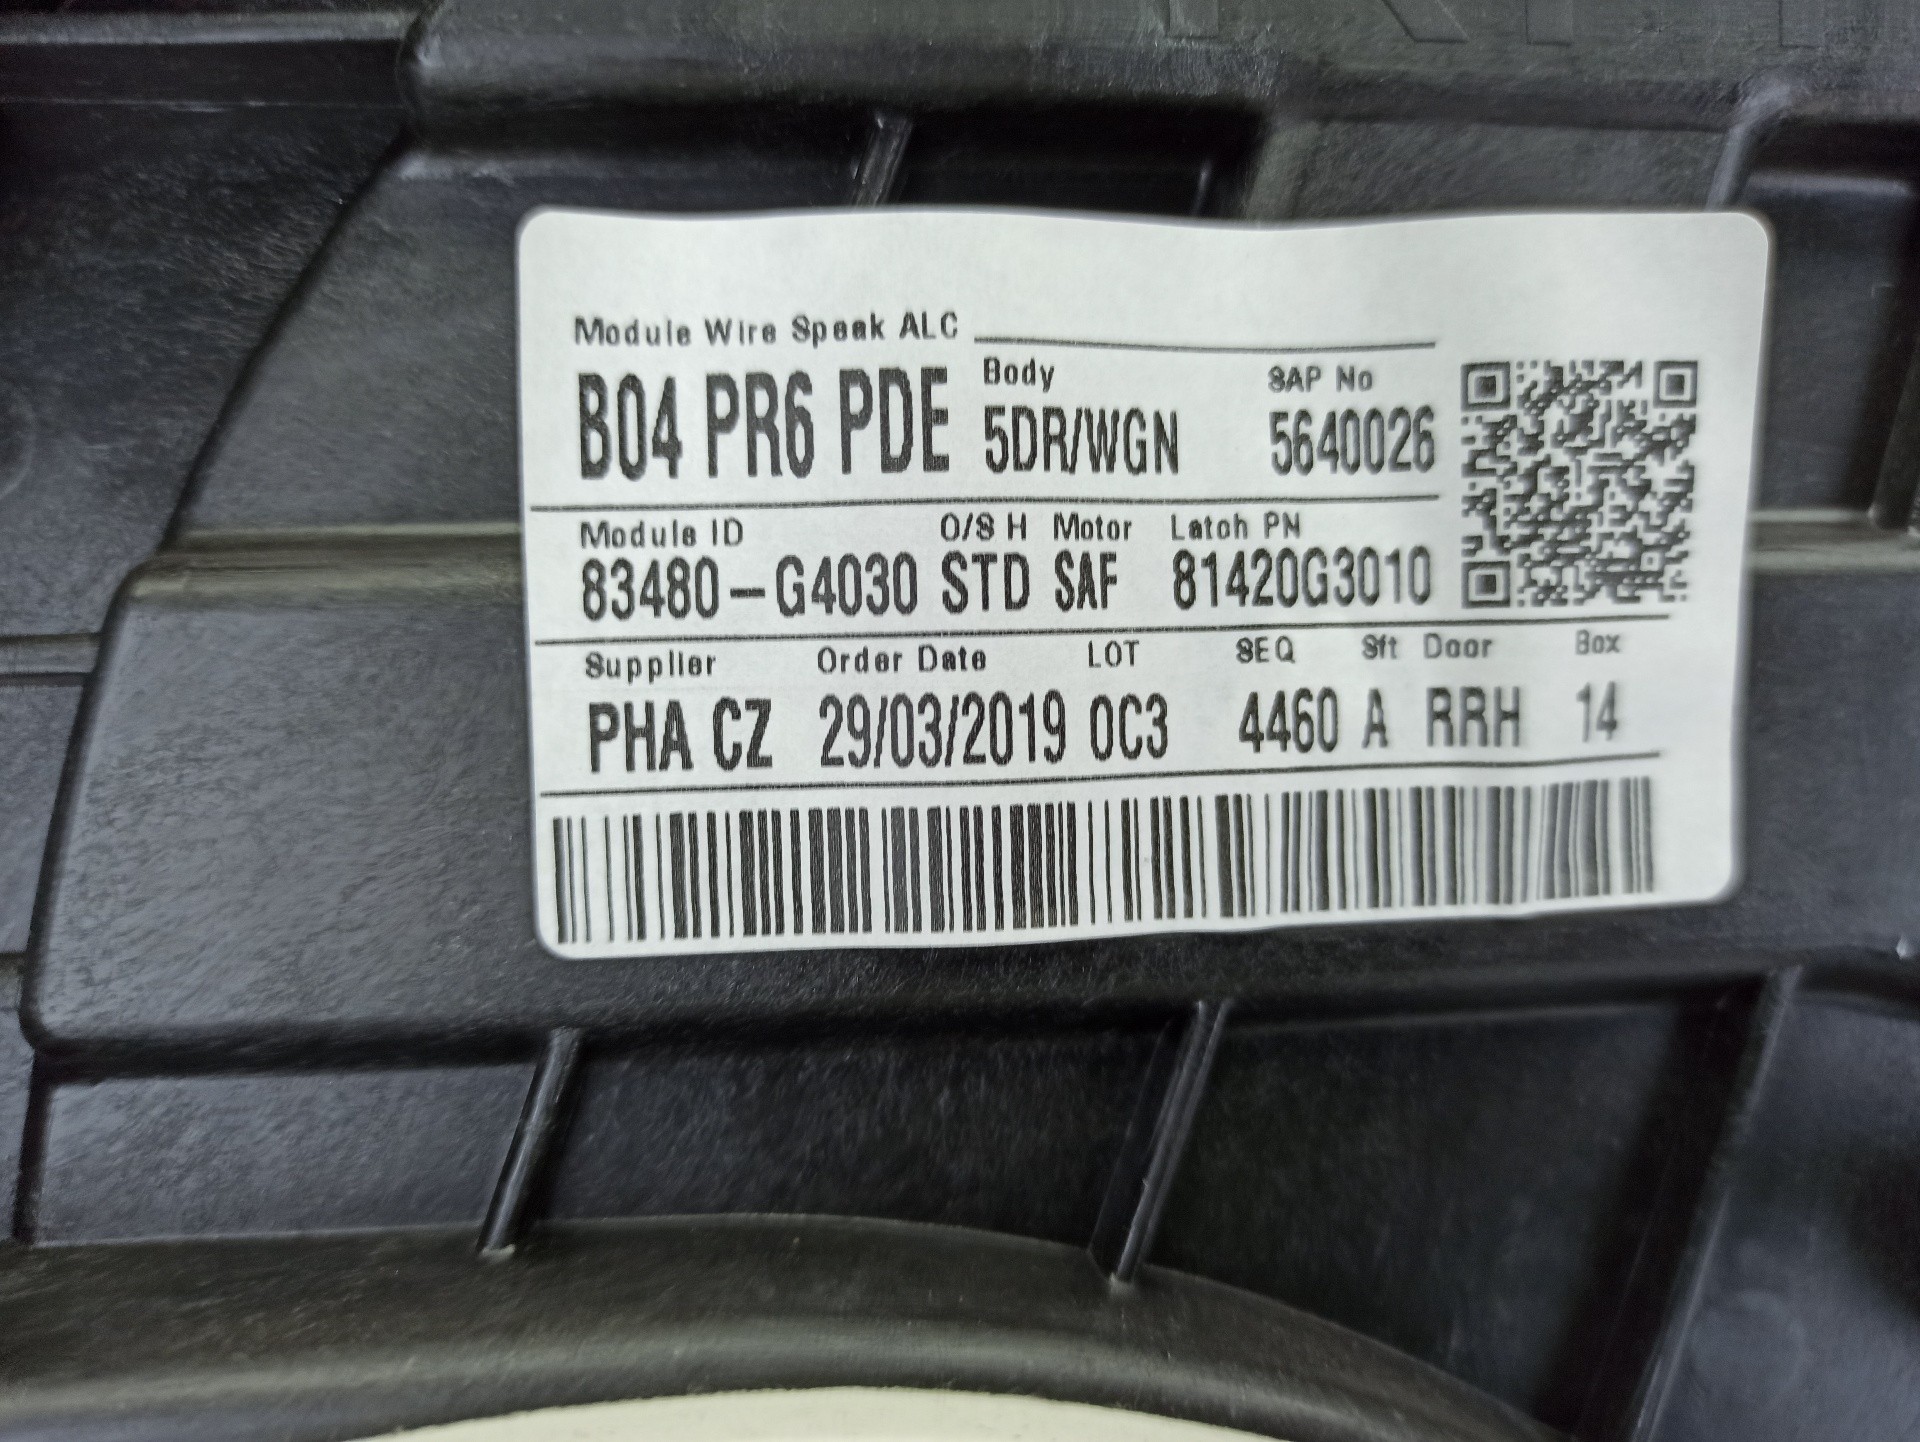 Module Wire Speak ALC
Body SAP No
B04 PR6 PDE 5DR/WGN 5640026
Module ID O/S H Motor Latch PN
83480-G4030 STD SAF 81420G3010
Supplier Order Date LOT SEQ Sft Door Box
PHA CZ 29/03/2019 0C3 4460 A RRH 14